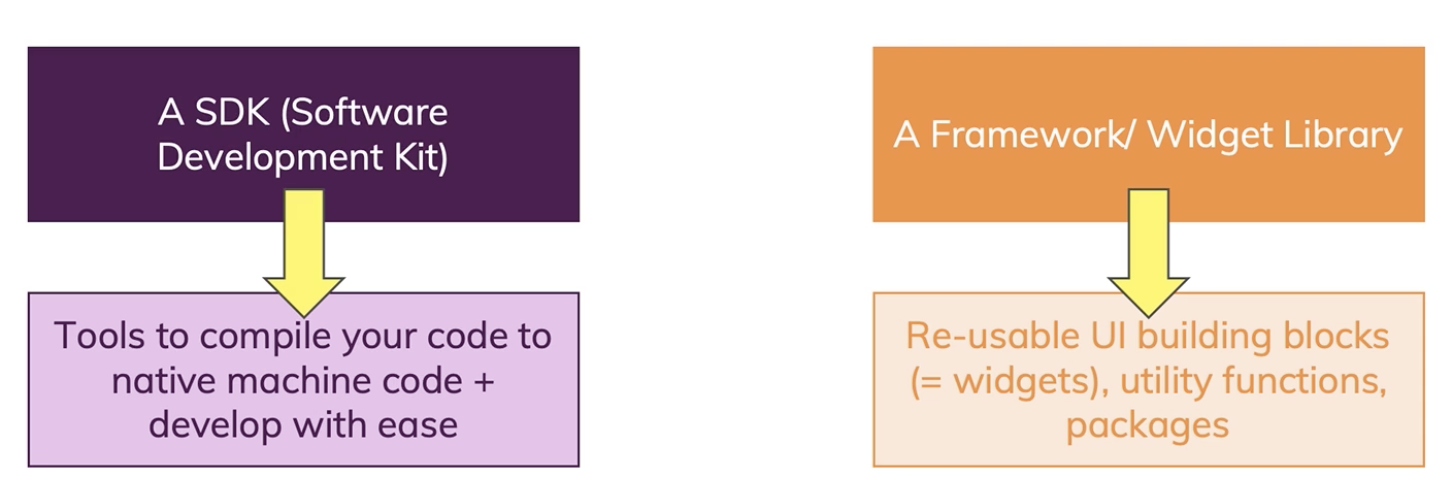 A SDK (Software
Development Kit)
Tools to compile your code to
native machine code +
develop with ease
A Framework/ Widget Library
Re-usable UI building blocks
(= widgets), utility functions,
packages